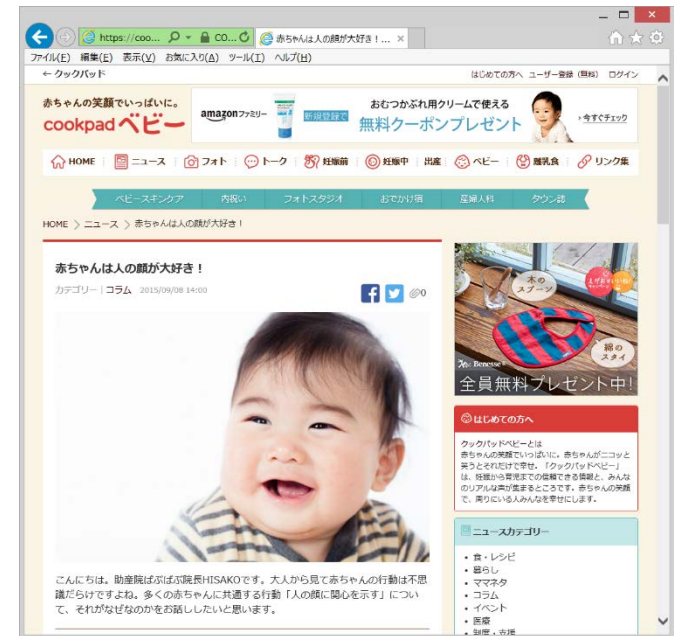 https://coo...
CO...
赤ちゃんは人の顔が大好き！...
ファイル(F) 編集(E) 表示(V) お気に入り(A) ツール(T) ヘルプ(H)
← クックパッド
はじめての方へ ユーザー登録 (無料) ログイン
赤ちゃんの笑顔でいっぱいに。
cookpad ベビー
amazonファミリー
新規登録で
おむつかぶれ用クリームで使える
無料クーポンプレゼント
今すぐチェック
HOME ニュース フォト トーク 妊娠前 妊娠中 出産 ベビー 離乳食 リンク集
ベビースキンケア 内祝い フォトスタジオ おでかけ宿 産婦人科 タウン誌
HOME 〉 ニュース 〉 赤ちゃんは人の顔が大好き！
赤ちゃんは人の顔が大好き！
カテゴリー | コラム 2015/09/08 14:00
0
こんにちは。助産院ばぶばぶ院長HISAKOです。大人から見て赤ちゃんの行動は不思
議だらけですよね。多くの赤ちゃんに共通する行動「人の顔に関心を示す」につい
て、それがなぜなのかをお話ししたいと思います。
木の
スプーン
綿の
スタイ
Benesse
全員無料プレゼント中!
はじめての方へ
クックパッドベビーとは
赤ちゃんの笑顔でいっぱいに。赤ちゃんがニコッと
笑うとそれだけで幸せ。「クックパッドベビー」
は、妊娠から育児までの信頼できる情報と、みんな
のリアルな声が集まるところです。赤ちゃんの笑顔
で、周りにいる人みんなを幸せにします。
ニュースカテゴリー
• 食・レシピ
• 暮らし
• ママネタ
• コラム
• イベント
• 医療
• 制度・支援